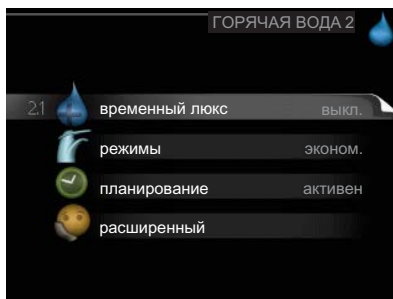 ГОРЯЧАЯ ВОДА 2
2.1 временный люкс выкл.
режимы эконом.
планирование активен
расширенный